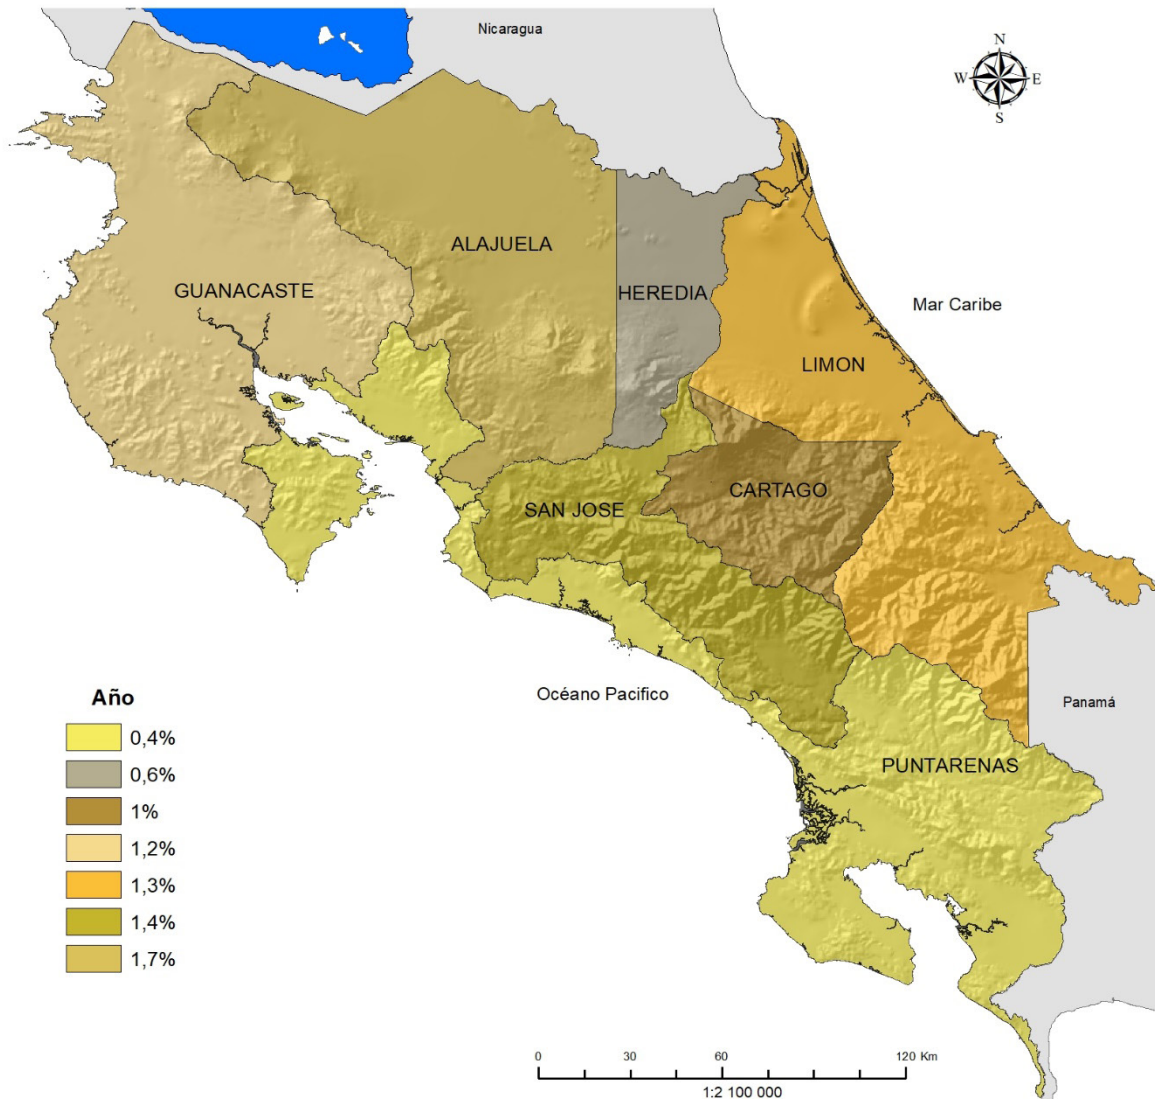 Nicaragua
N
W E
S
ALAJUELA
GUANACASTE
HEREDIA
Mar Caribe
LIMON
CARTAGO
SAN JOSE
Océano Pacifico
Panamá
PUNTARENAS
Año
0,4%
0,6%
1%
1,2%
1,3%
1,4%
1,7%
0 30 60 120 Km
1:2 100 000